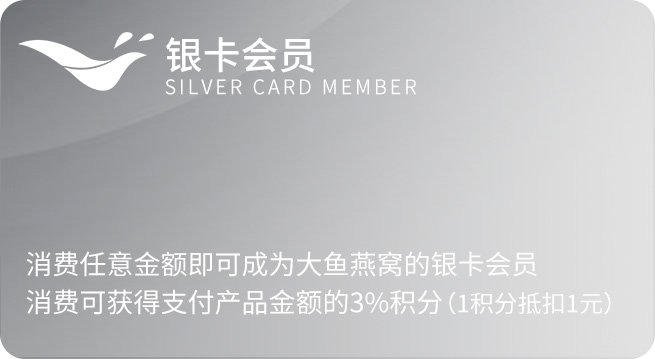 银卡会员
SILVER CARD MEMBER
消费任意金额即可成为大鱼燕窝的银卡会员
消费可获得支付产品金额的3%积分（1积分抵扣1元）